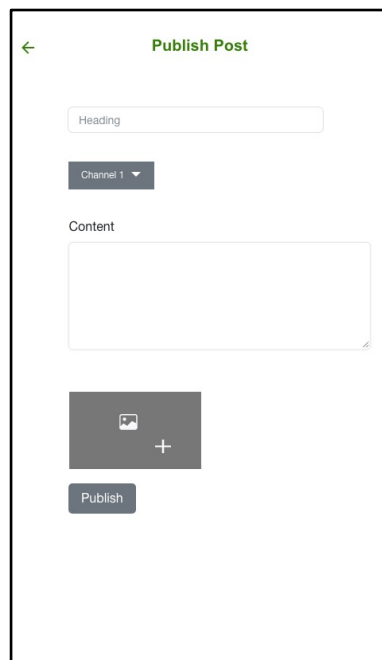 Publish Post
Heading
Channel 1
Content
Publish